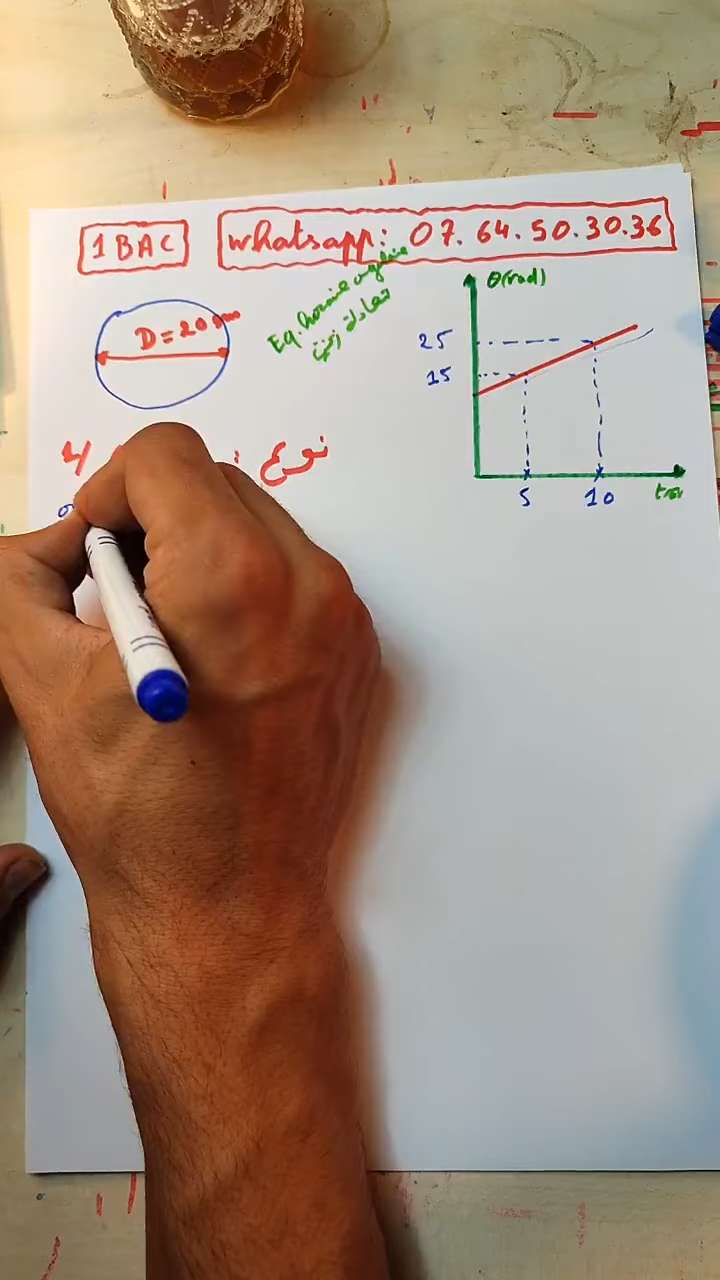 1BAC
whatsapp: 07.64.50.30.36
D = 20 cm
Eq. horaire angulaire
معادلة زمنية
θ(rad)
25
15
5 10 t(s)
4/
نوع